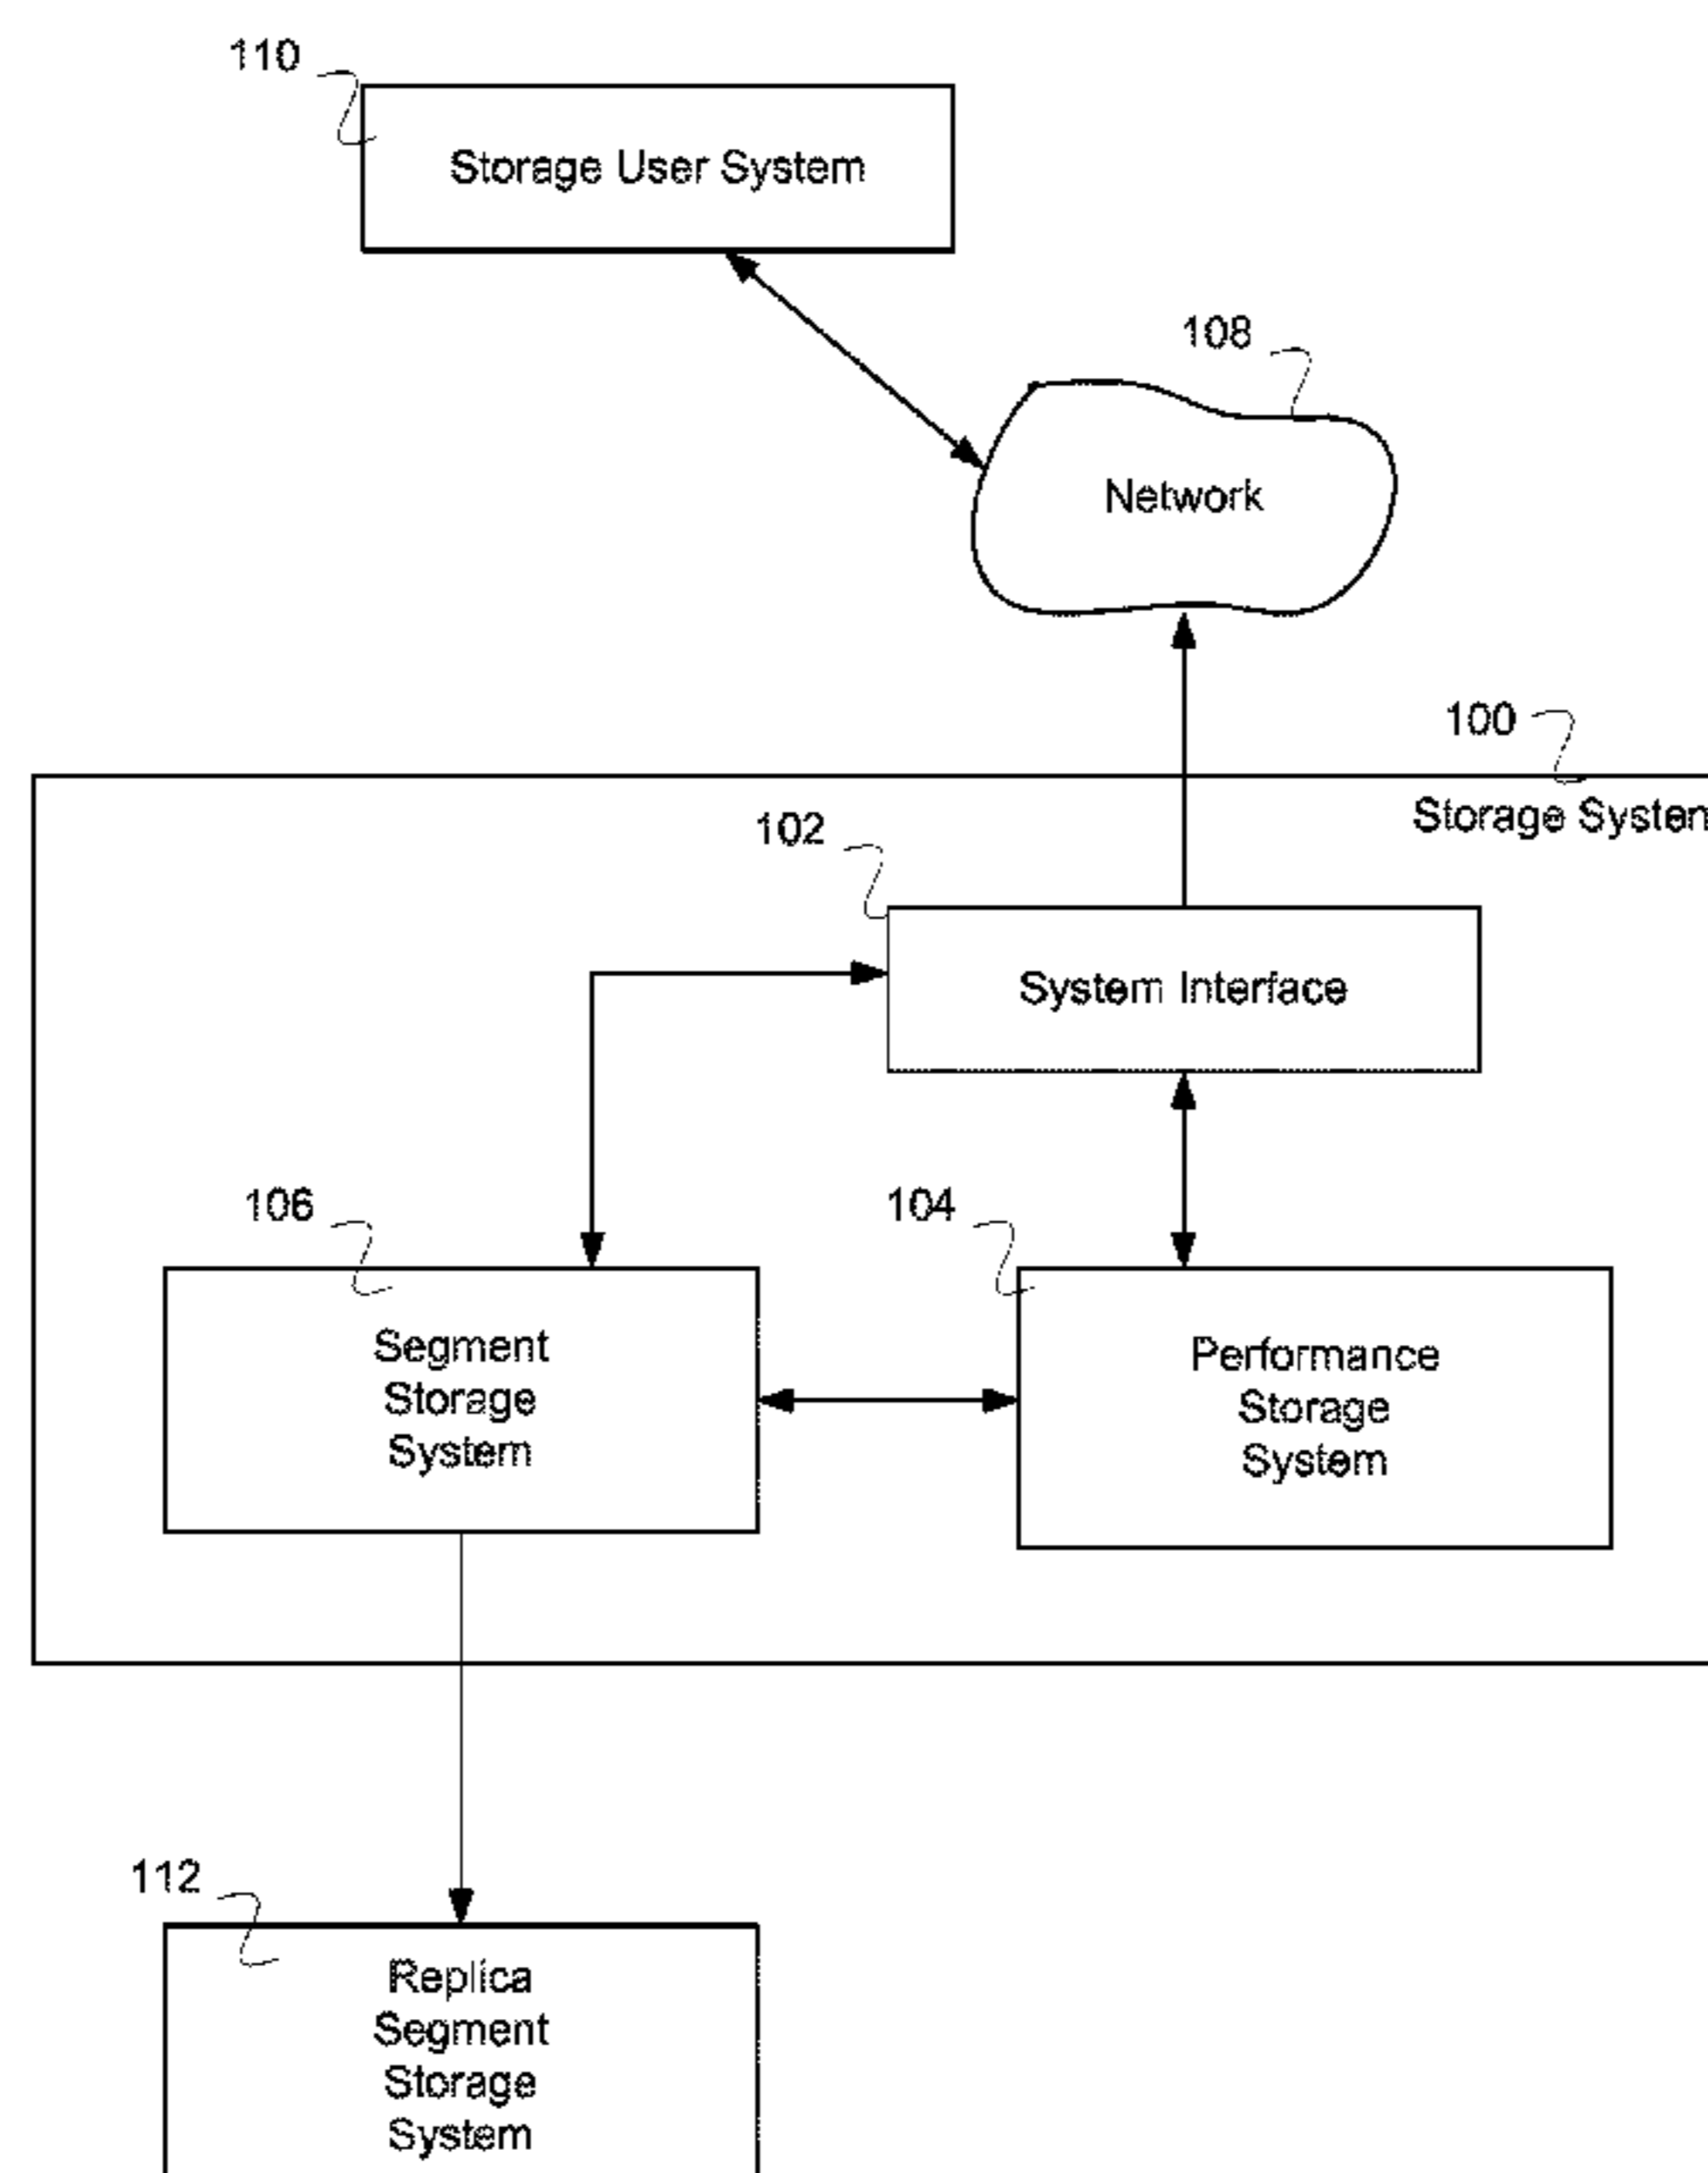 110
Storage User System
108
Network
100
Storage System
102
System Interface
106
104
Segment
Storage
System
Performance
Storage
System
112
Replica
Segment
Storage
System